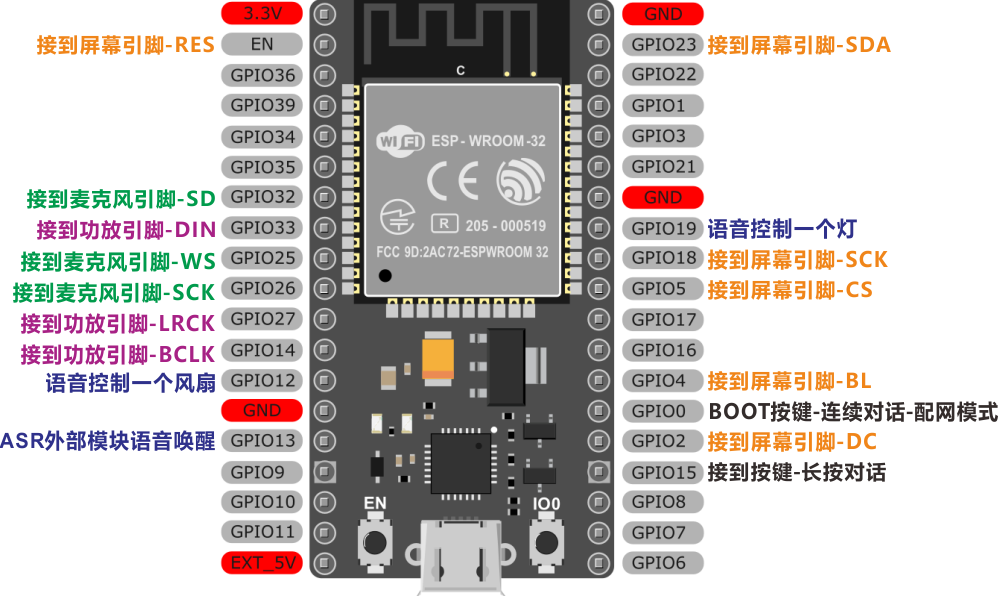 3.3V
GND
接到屏幕引脚-RES
EN
GPIO23
接到屏幕引脚-SDA
GPIO36
GPIO22
GPIO39
GPIO1
GPIO34
GPIO3
GPIO35
GPIO21
接到麦克风引脚-SD
GPIO32
GND
接到功放引脚-DIN
GPIO33
GPIO19
语音控制一个灯
接到麦克风引脚-WS
GPIO25
GPIO18
接到屏幕引脚-SCK
接到麦克风引脚-SCK
GPIO26
GPIO5
接到屏幕引脚-CS
接到功放引脚-LRCK
GPIO27
GPIO17
接到功放引脚-BCLK
GPIO14
GPIO16
语音控制一个风扇
GPIO12
GPIO4
接到屏幕引脚-BL
GND
GPIO0
BOOT按键-连续对话-配网模式
ASR外部模块语音唤醒
GPIO13
GPIO2
接到屏幕引脚-DC
GPIO9
GPIO15
接到按键-长按对话
GPIO10
GPIO8
GPIO11
GPIO7
EXT_5V
GPIO6
C
WiFi
ESP-WROOM-32
CE
R
205-000519
FCC 9D:2AC72-ESPWROOM 32
EN
IO0